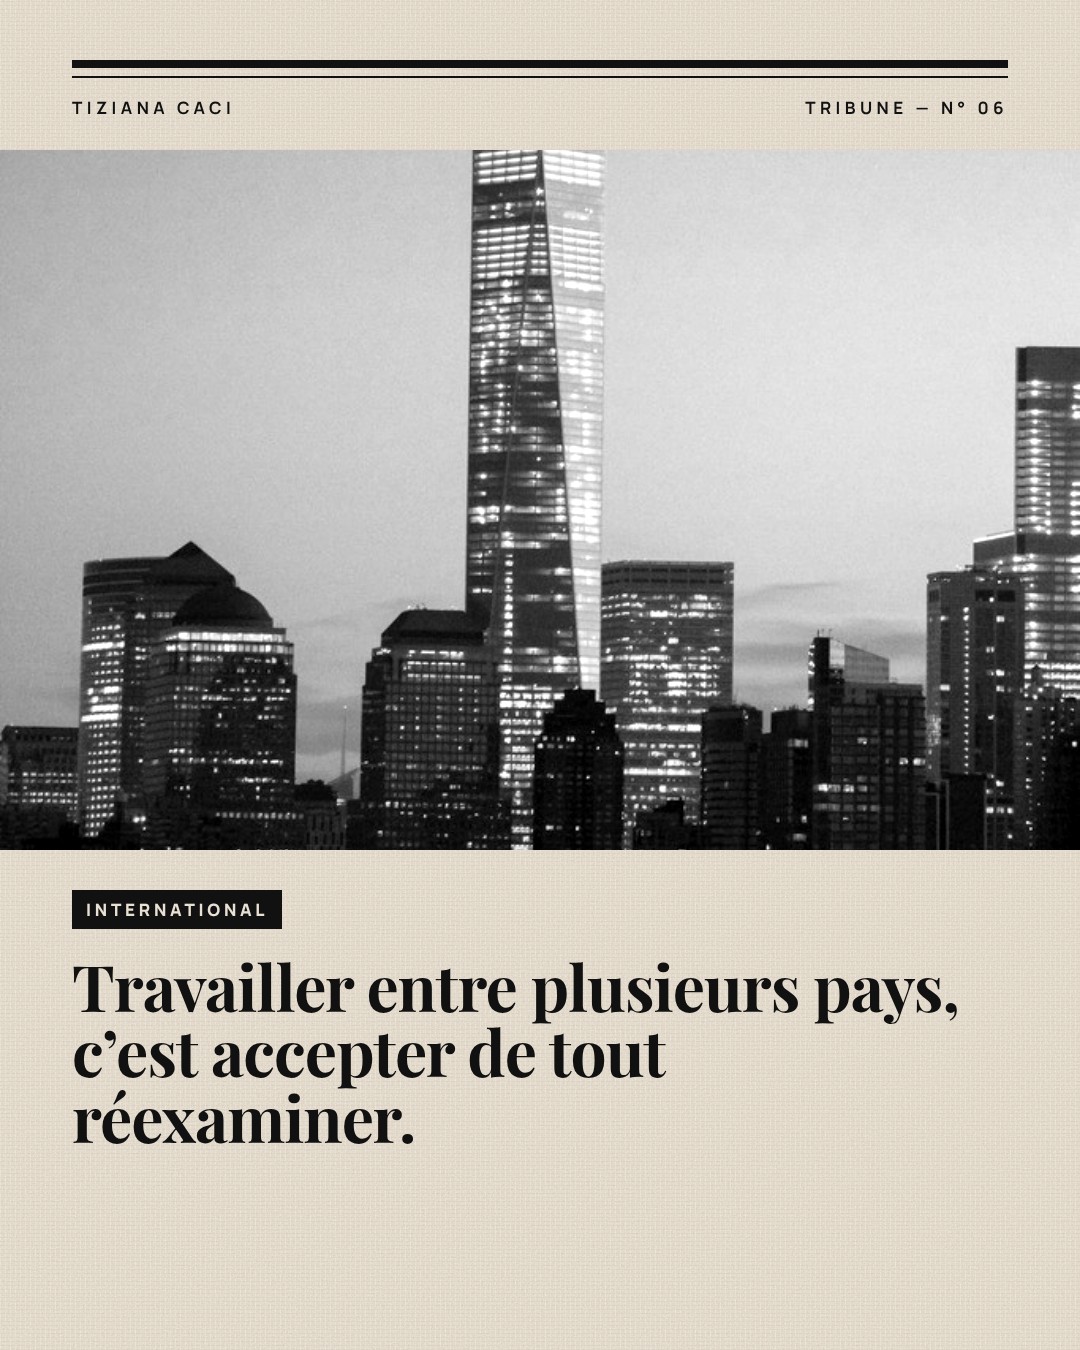 TIZIANA CACI
TRIBUNE — N° 06
INTERNATIONAL
Travailler entre plusieurs pays,
c’est accepter de tout
réexaminer.